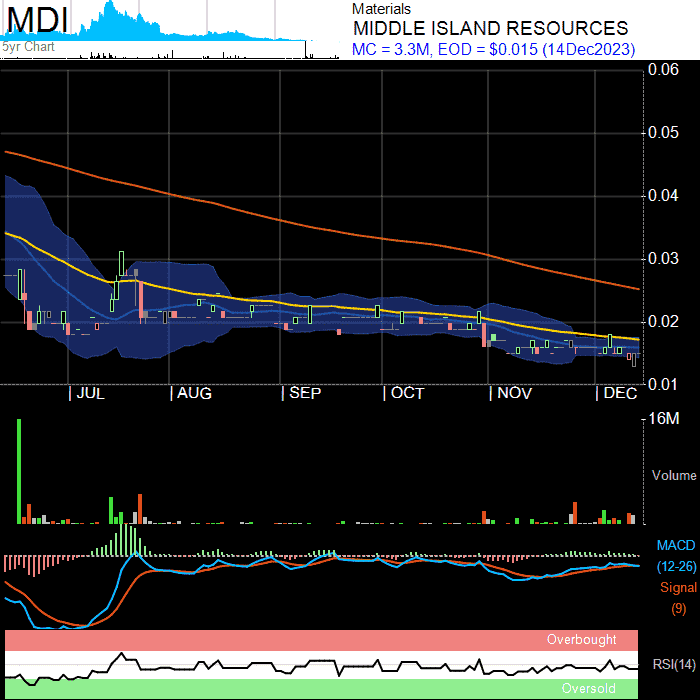 MDI
5yr Chart
Materials
MIDDLE ISLAND RESOURCES
MC = 3.3M, EOD = $0.015 (14Dec2023)
0.06
0.05
0.04
0.03
0.02
0.01
JUL AUG SEP OCT NOV DEC
16M
Volume
MACD
(12-26)
Signal
(9)
Overbought
RSI(14)
Oversold